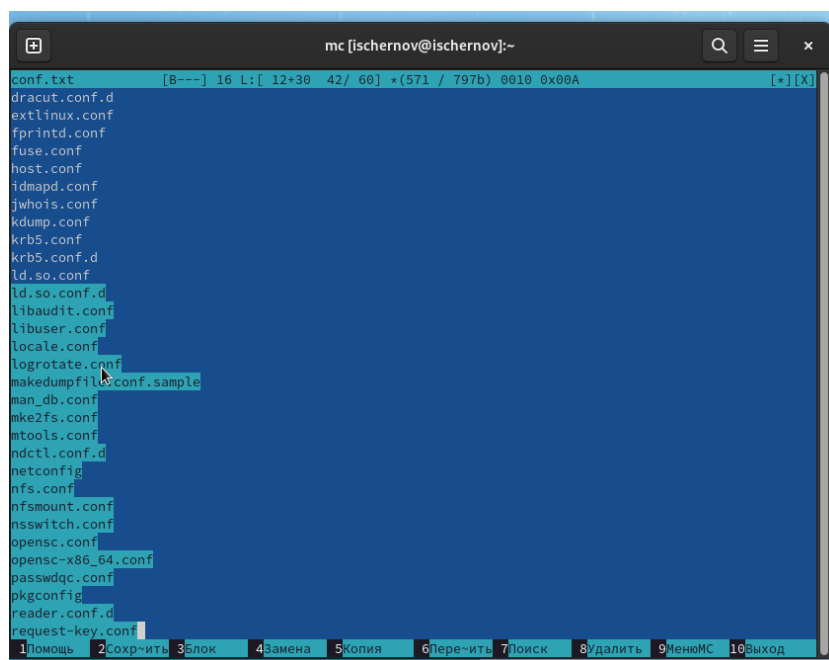 mc [ischernov@ischernov]:~
conf.txt [B---] 16 L:[ 12+30 42/ 60] *(571 / 797b) 0010 0x00A [*][X]
dracut.conf.d
extlinux.conf
fprintd.conf
fuse.conf
host.conf
idmapd.conf
jwhois.conf
kdump.conf
krb5.conf
krb5.conf.d
ld.so.conf
ld.so.conf.d
libaudit.conf
libuser.conf
locale.conf
logrotate.conf
makedumpfile.conf.sample
man_db.conf
mke2fs.conf
mtools.conf
ndctl.conf.d
netconfig
nfs.conf
nfsmount.conf
nsswitch.conf
opensc.conf
opensc-x86_64.conf
passwdqc.conf
pkgconfig
reader.conf.d
request-key.conf
1Помощь 2Сохр~ить 3Блок 4Замена 5Копия 6Пере~ить 7Поиск 8Удалить 9МенюMC 10Выход